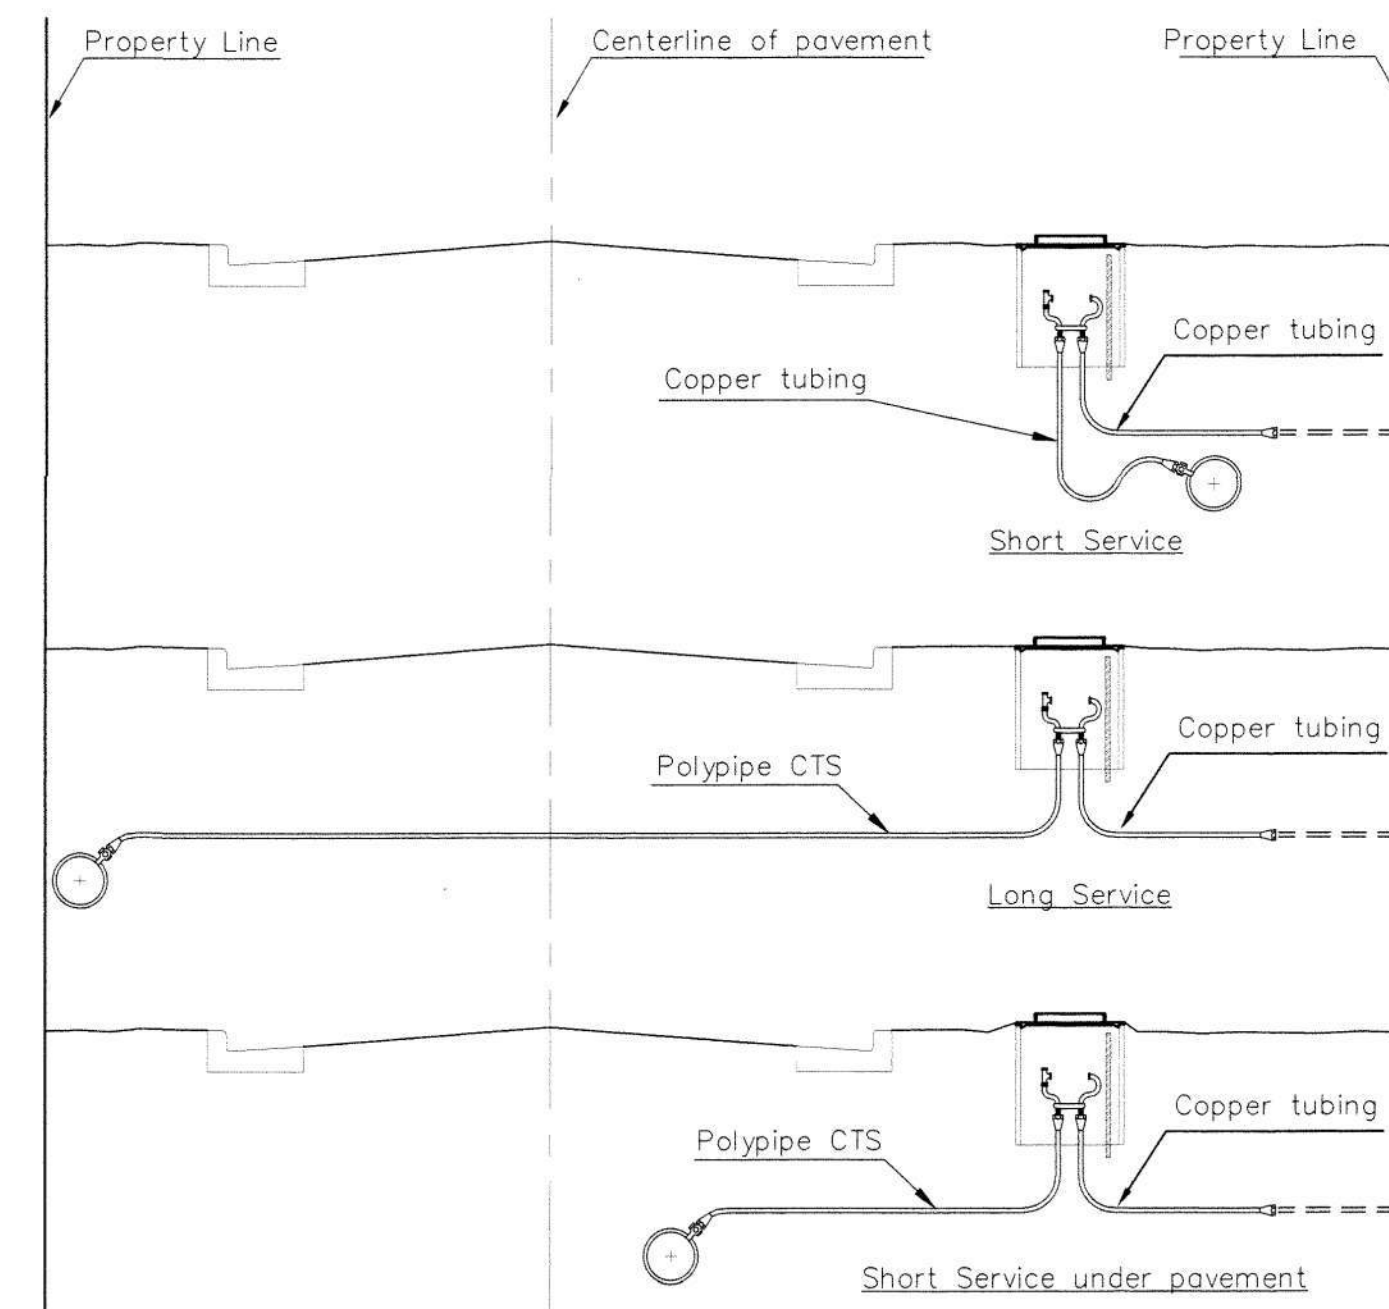 Property Line
Centerline of pavement
Property Line
Copper tubing
Copper tubing
Short Service
Copper tubing
Polypipe CTS
Long Service
Copper tubing
Polypipe CTS
Short Service under pavement